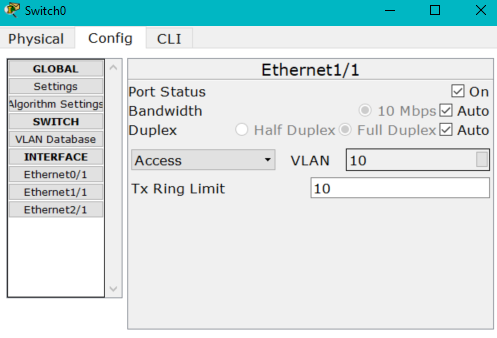 Switch0
Physical Config CLI
GLOBAL
Settings
Algorithm Settings
SWITCH
VLAN Database
INTERFACE
Ethernet0/1
Ethernet1/1
Ethernet2/1
Ethernet1/1
Port Status On
Bandwidth 10 Mbps Auto
Duplex Half Duplex Full Duplex Auto
Access VLAN 10
Tx Ring Limit 10